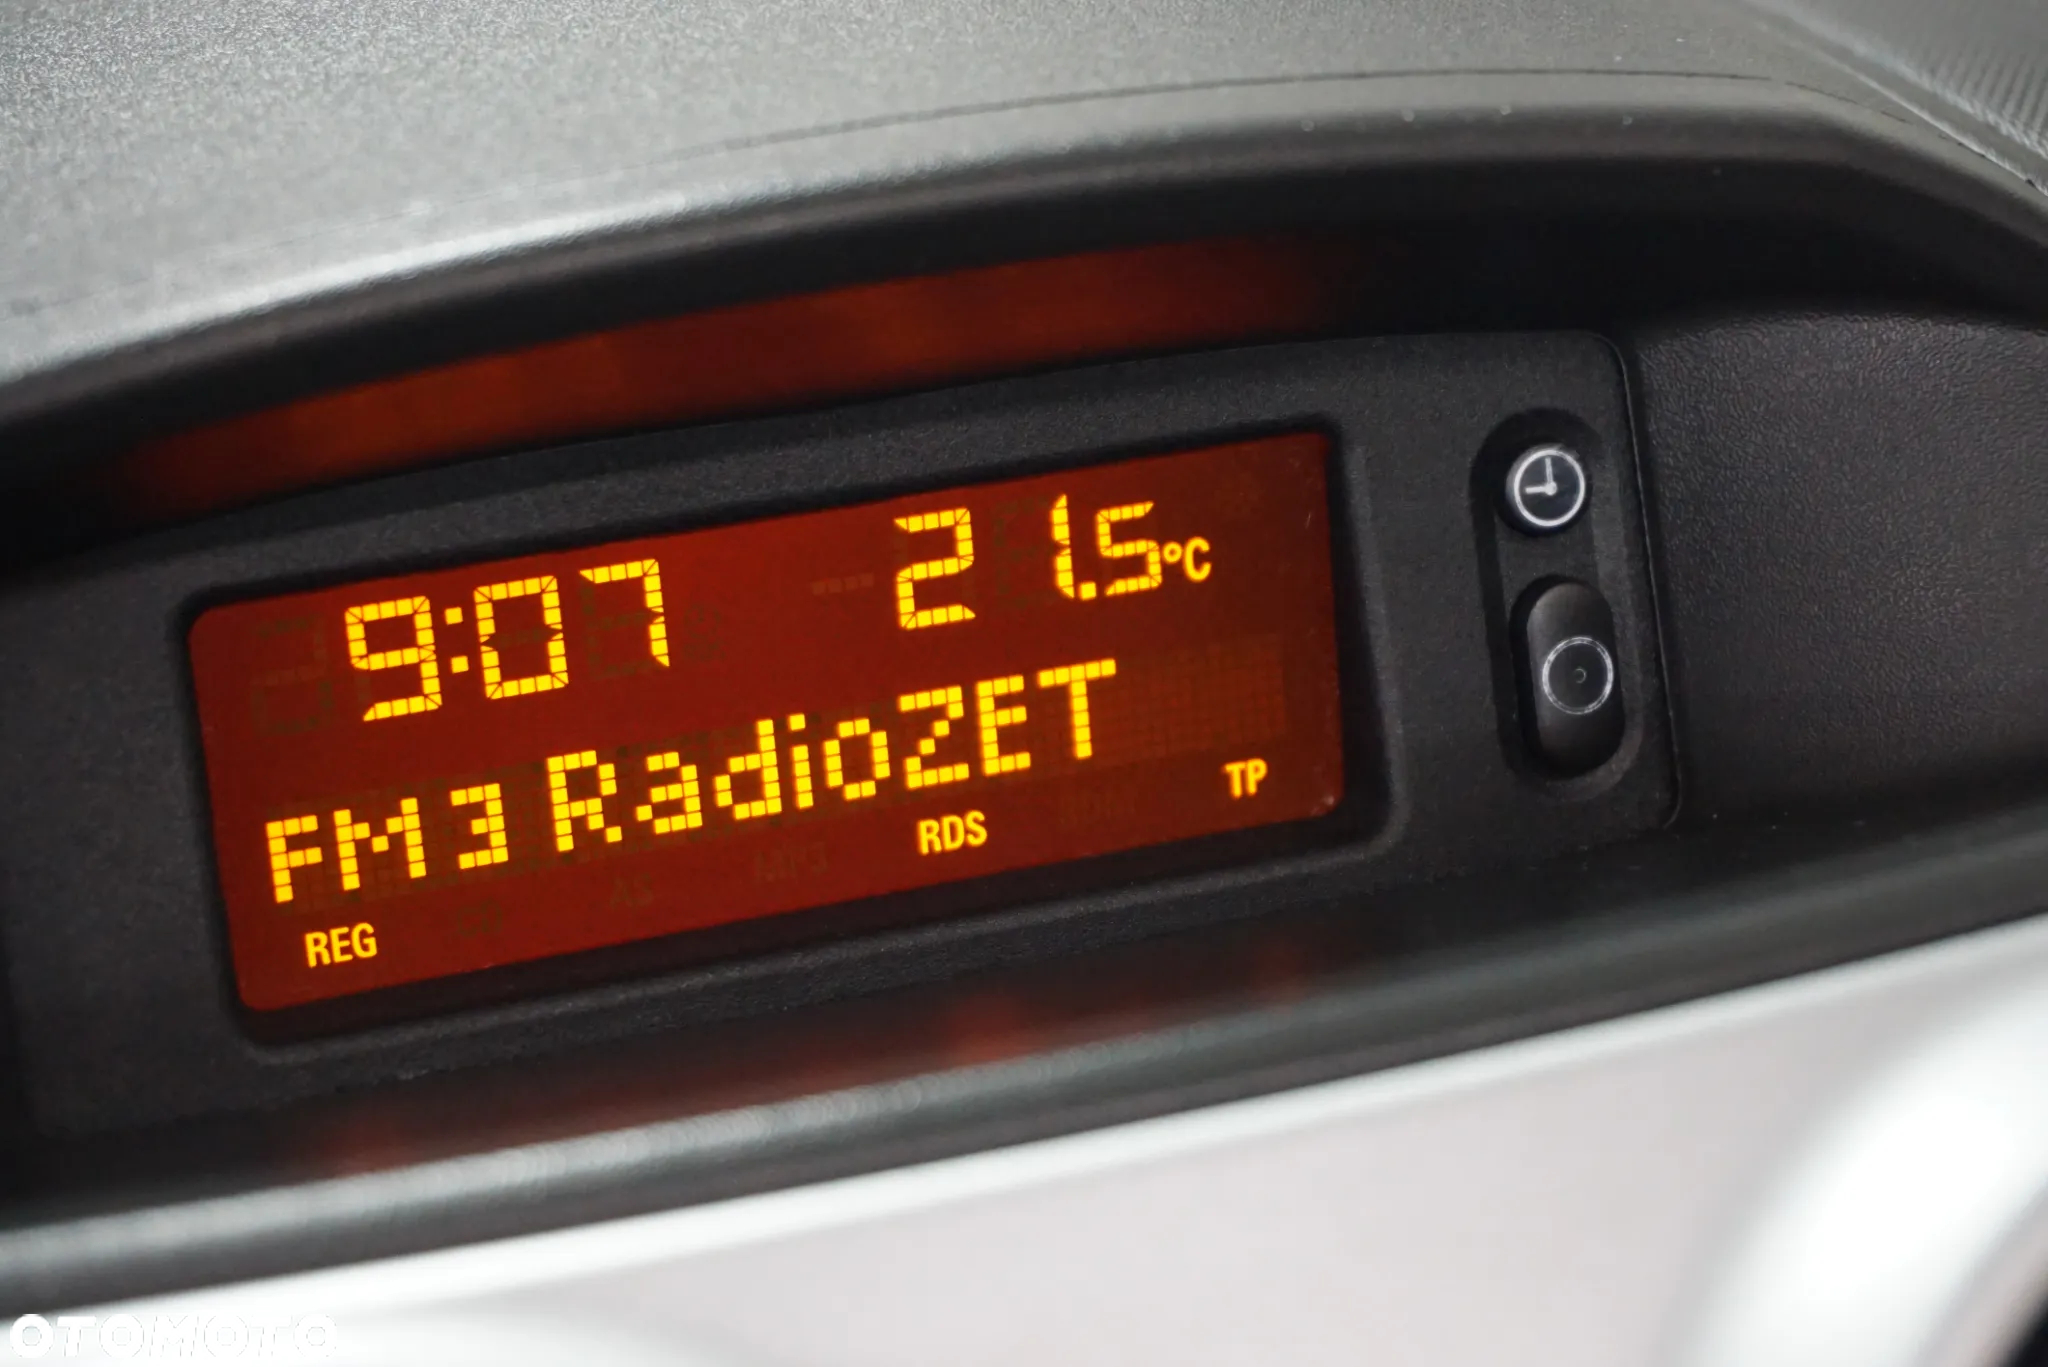 9:07 21.5°C
FM3 RadioZET
REG RDS TP
OTOMOTO